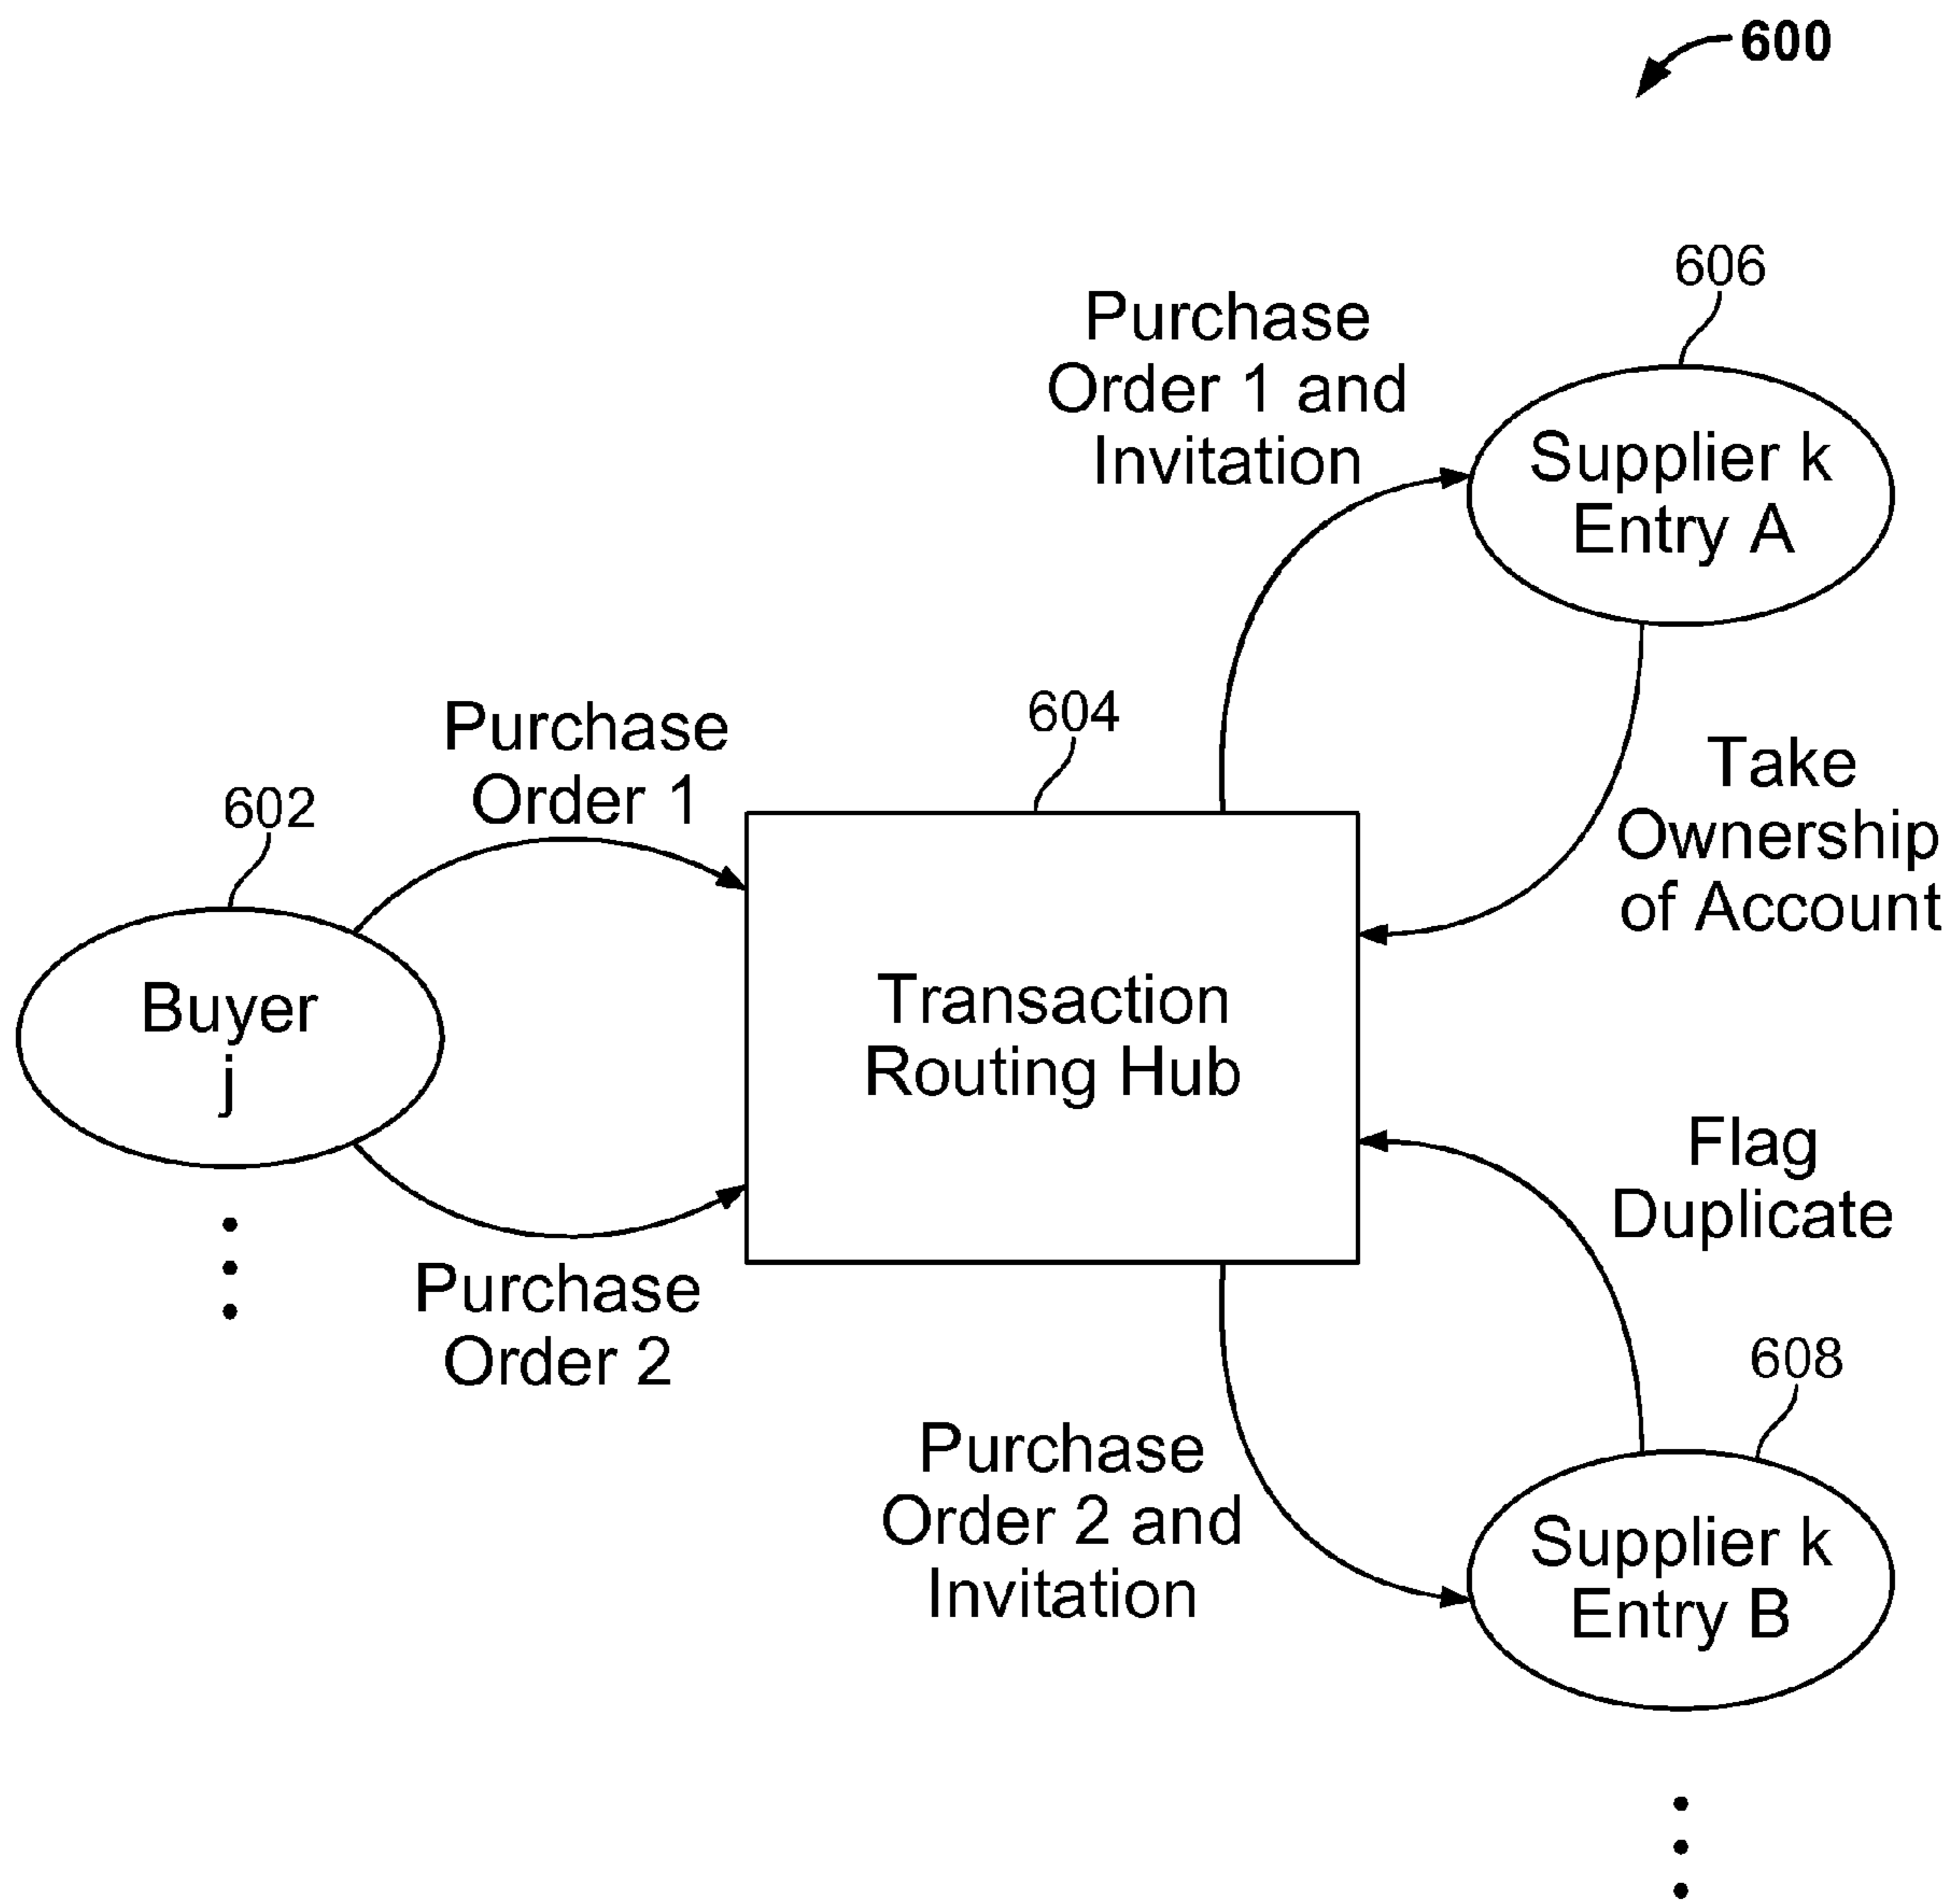 600
606
Purchase
Order 1 and
Invitation
Supplier k
Entry A
604
Purchase
Order 1
602
Take
Ownership
of Account
Buyer
j
Transaction
Routing Hub
Flag
Duplicate
Purchase
Order 2
608
Purchase
Order 2 and
Invitation
Supplier k
Entry B